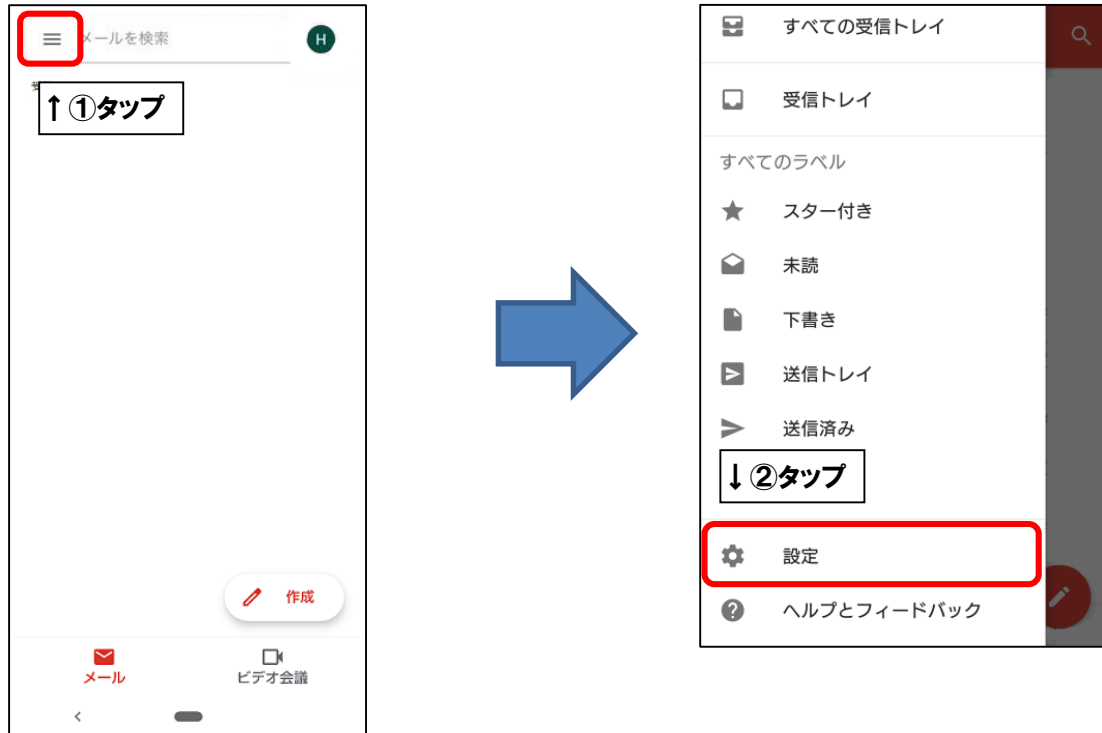 メールを検索
H
↑①タップ
作成
メール
ビデオ会議
すべての受信トレイ
受信トレイ
すべてのラベル
スター付き
未読
下書き
送信トレイ
送信済み
↓②タップ
設定
ヘルプとフィードバック